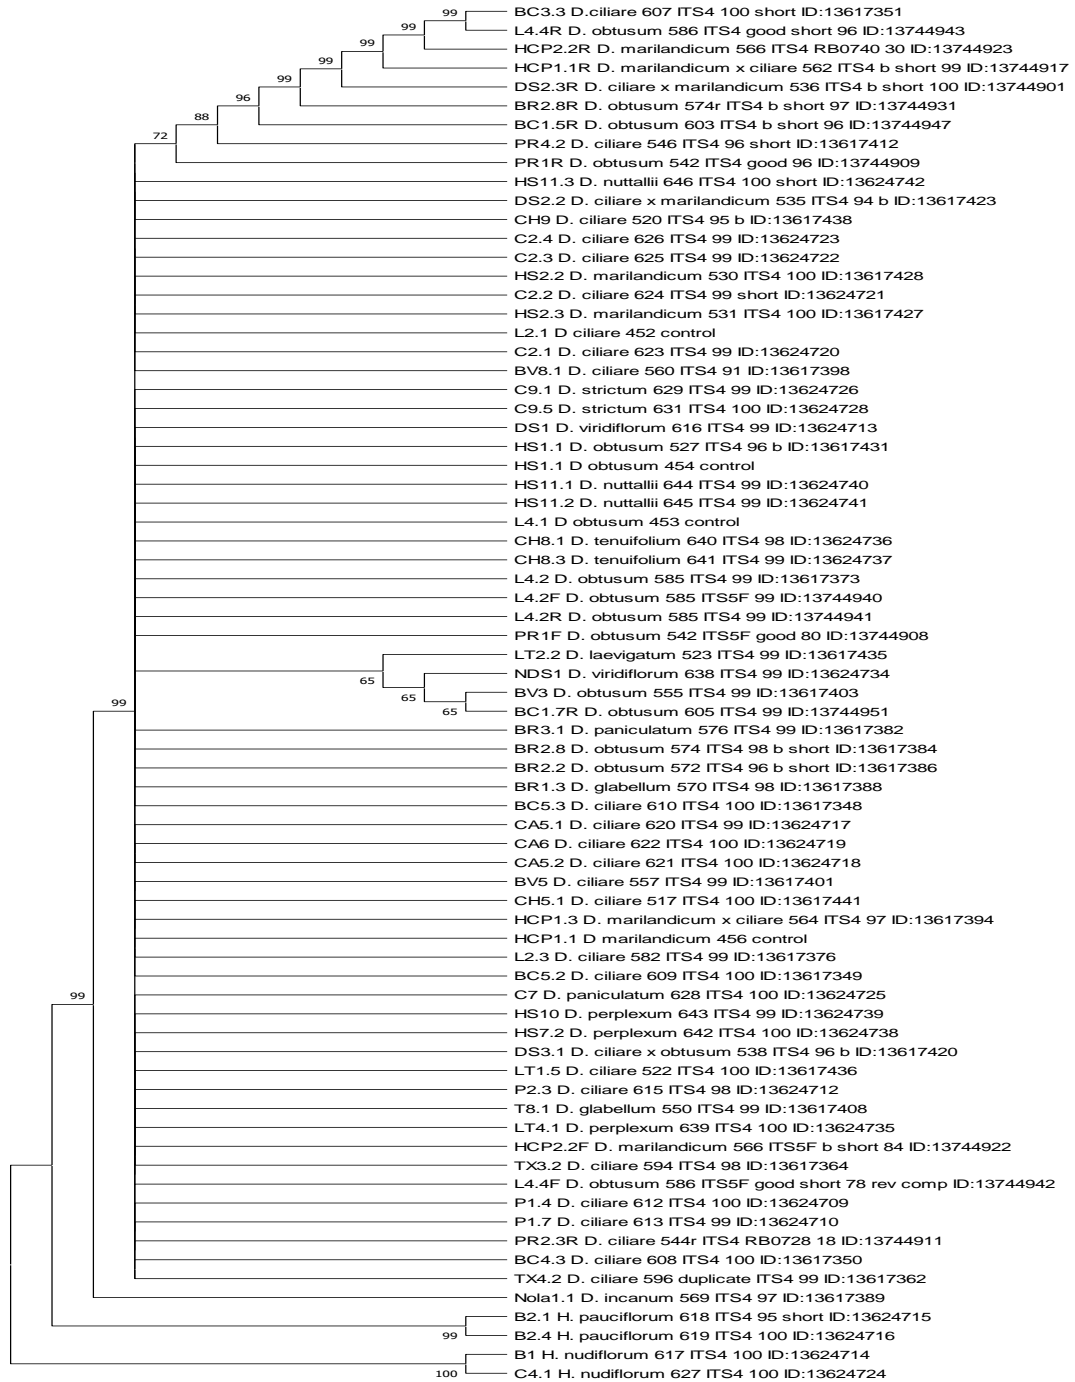 99 BC3.3 D.ciliare 607 ITS4 100 short ID:13617351
L4.4R D. obtusum 586 ITS4 good short 96 ID:13744943
99 HCP2.2R D. marilandicum 566 ITS4 RB0740 30 ID:13744923
99 HCP1.1R D. marilandicum x ciliare 562 ITS4 b short 99 ID:13744917
99 DS2.3R D. ciliare x marilandicum 536 ITS4 b short 100 ID:13744901
96 BR2.8R D. obtusum 574r ITS4 b short 97 ID:13744931
88 BC1.5R D. obtusum 603 ITS4 b short 96 ID:13744947
72 PR4.2 D. ciliare 546 ITS4 96 short ID:13617412
PR1R D. obtusum 542 ITS4 good 96 ID:13744909
HS11.3 D. nuttallii 646 ITS4 100 short ID:13624742
DS2.2 D. ciliare x marilandicum 535 ITS4 94 b ID:13617423
CH9 D. ciliare 520 ITS4 95 b ID:13617438
C2.4 D. ciliare 626 ITS4 99 ID:13624723
C2.3 D. ciliare 625 ITS4 99 ID:13624722
HS2.2 D. marilandicum 530 ITS4 100 ID:13617428
C2.2 D. ciliare 624 ITS4 99 short ID:13624721
HS2.3 D. marilandicum 531 ITS4 100 ID:13617427
L2.1 D ciliare 452 control
C2.1 D. ciliare 623 ITS4 99 ID:13624720
BV8.1 D. ciliare 560 ITS4 91 ID:13617398
C9.1 D. strictum 629 ITS4 99 ID:13624726
C9.5 D. strictum 631 ITS4 100 ID:13624728
DS1 D. viridiflorum 616 ITS4 99 ID:13624713
HS1.1 D. obtusum 527 ITS4 96 b ID:13617431
HS1.1 D obtusum 454 control
HS11.1 D. nuttallii 644 ITS4 99 ID:13624740
HS11.2 D. nuttallii 645 ITS4 99 ID:13624741
L4.1 D obtusum 453 control
CH8.1 D. tenuifolium 640 ITS4 98 ID:13624736
CH8.3 D. tenuifolium 641 ITS4 99 ID:13624737
L4.2 D. obtusum 585 ITS4 99 ID:13617373
L4.2F D. obtusum 585 ITS5F 99 ID:13744940
L4.2R D. obtusum 585 ITS4 99 ID:13744941
PR1F D. obtusum 542 ITS5F good 80 ID:13744908
LT2.2 D. laevigatum 523 ITS4 99 ID:13617435
65 NDS1 D. viridiflorum 638 ITS4 99 ID:13624734
65 BV3 D. obtusum 555 ITS4 99 ID:13617403
65 BC1.7R D. obtusum 605 ITS4 99 ID:13744951
99 BR3.1 D. paniculatum 576 ITS4 99 ID:13617382
BR2.8 D. obtusum 574 ITS4 98 b short ID:13617384
BR2.2 D. obtusum 572 ITS4 96 b short ID:13617386
BR1.3 D. glabellum 570 ITS4 98 ID:13617388
BC5.3 D. ciliare 610 ITS4 100 ID:13617348
CA5.1 D. ciliare 620 ITS4 99 ID:13624717
CA6 D. ciliare 622 ITS4 100 ID:13624719
CA5.2 D. ciliare 621 ITS4 100 ID:13624718
BV5 D. ciliare 557 ITS4 99 ID:13617401
CH5.1 D. ciliare 517 ITS4 100 ID:13617441
HCP1.3 D. marilandicum x ciliare 564 ITS4 97 ID:13617394
HCP1.1 D marilandicum 456 control
L2.3 D. ciliare 582 ITS4 99 ID:13617376
BC5.2 D. ciliare 609 ITS4 100 ID:13617349
99 C7 D. paniculatum 628 ITS4 100 ID:13624725
HS10 D. perplexum 643 ITS4 99 ID:13624739
HS7.2 D. perplexum 642 ITS4 100 ID:13624738
DS3.1 D. ciliare x obtusum 538 ITS4 96 b ID:13617420
LT1.5 D. ciliare 522 ITS4 100 ID:13617436
P2.3 D. ciliare 615 ITS4 98 ID:13624712
T8.1 D. glabellum 550 ITS4 99 ID:13617408
LT4.1 D. perplexum 639 ITS4 100 ID:13624735
HCP2.2F D. marilandicum 566 ITS5F b short 84 ID:13744922
TX3.2 D. ciliare 594 ITS4 98 ID:13617364
L4.4F D. obtusum 586 ITS5F good short 78 rev comp ID:13744942
P1.4 D. ciliare 612 ITS4 100 ID:13624709
P1.7 D. ciliare 613 ITS4 99 ID:13624710
PR2.3R D. ciliare 544r ITS4 RB0728 18 ID:13744911
BC4.3 D. ciliare 608 ITS4 100 ID:13617350
TX4.2 D. ciliare 596 duplicate ITS4 99 ID:13617362
Nola1.1 D. incanum 569 ITS4 97 ID:13617389
B2.1 H. pauciflorum 618 ITS4 95 short ID:13624715
99 B2.4 H. pauciflorum 619 ITS4 100 ID:13624716
B1 H. nudiflorum 617 ITS4 100 ID:13624714
100 C4.1 H. nudiflorum 627 ITS4 100 ID:13624724